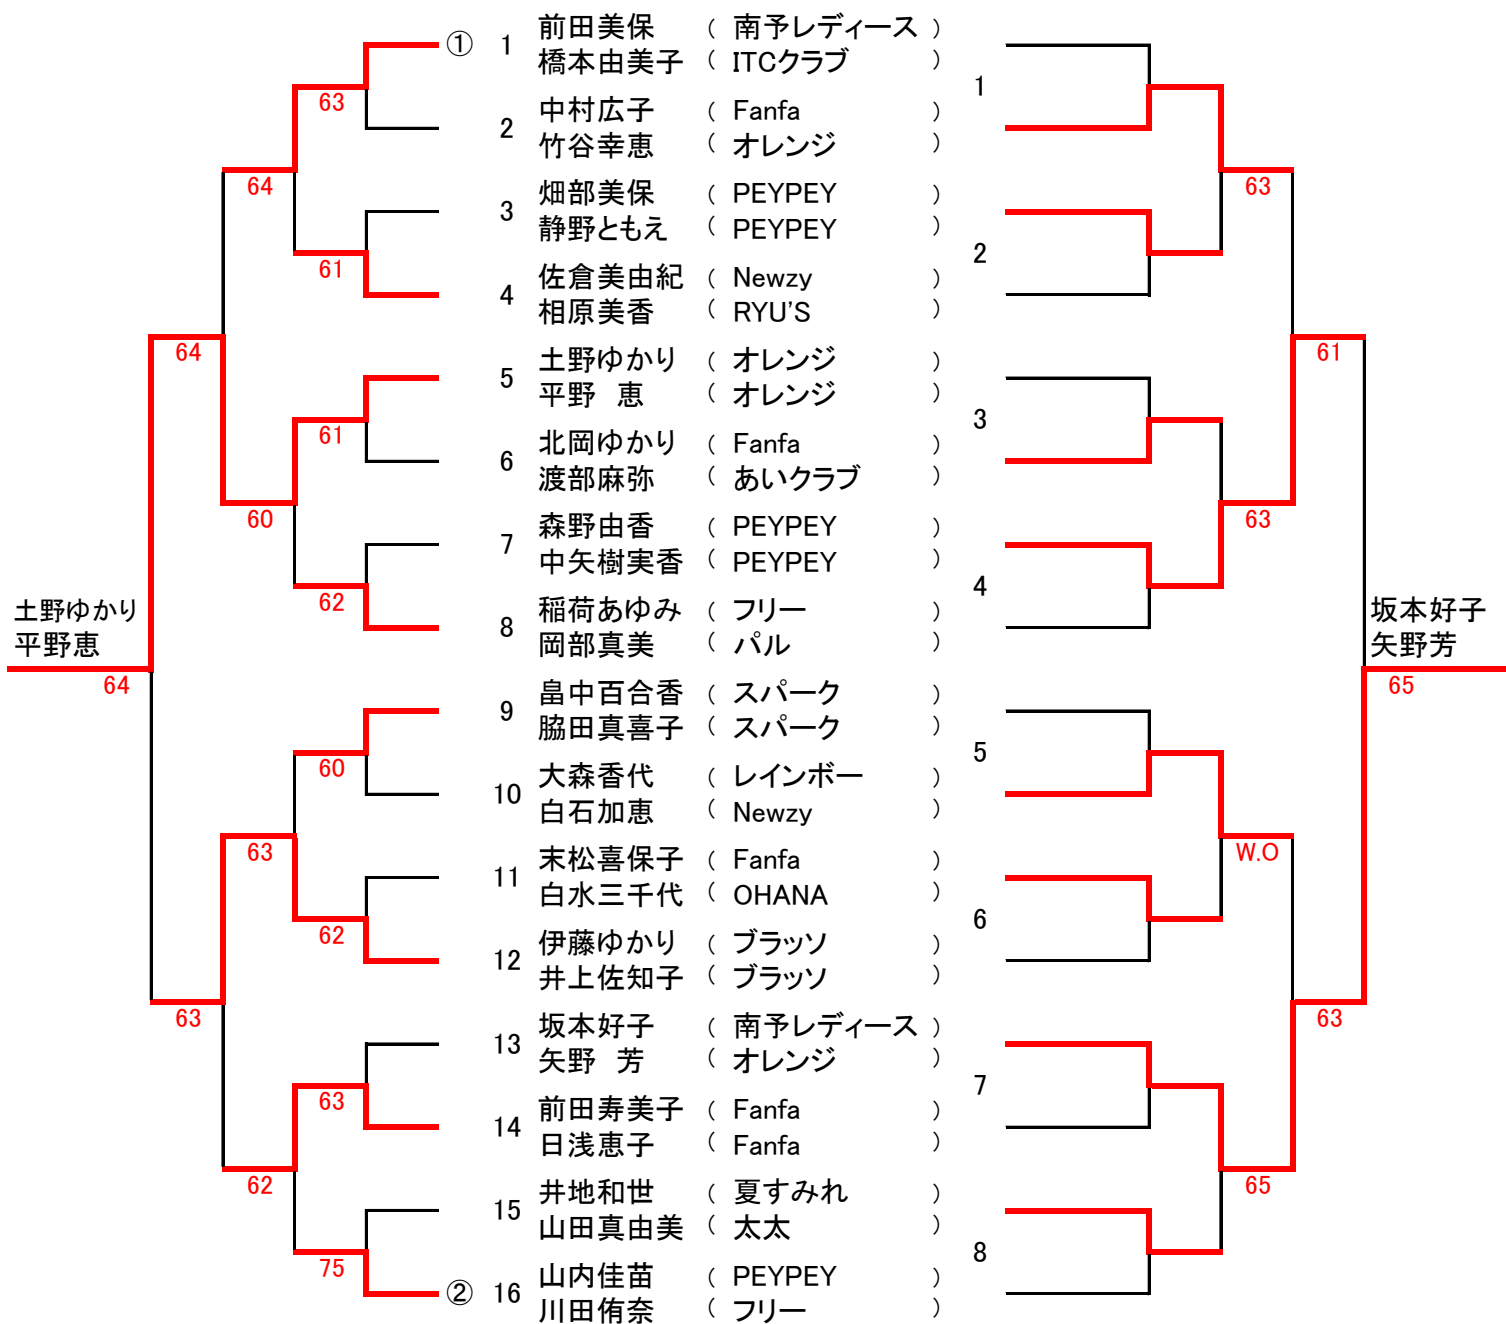 ① 1 前田美保 ( 南予レディース )
橋本由美子 ( ITCクラブ )
1
63
2 中村広子 ( Fanfa )
竹谷幸恵 ( オレンジ )
64
63
3 畑部美保 ( PEYPEY )
静野ともえ ( PEYPEY )
2
61
4 佐倉美由紀 ( Newzy )
相原美香 ( RYU'S )
64
61
5 土野ゆかり ( オレンジ )
平野 恵 ( オレンジ )
3
61
6 北岡ゆかり ( Fanfa )
渡部麻弥 ( あいクラブ )
60
63
7 森野由香 ( PEYPEY )
中矢樹実香 ( PEYPEY )
4
62
8 稲荷あゆみ ( フリー )
岡部真美 ( パル )
土野ゆかり
平野恵
64
坂本好子
矢野芳
65
9 畠中百合香 ( スパーク )
脇田真喜子 ( スパーク )
5
60
10 大森香代 ( レインボー )
白石加恵 ( Newzy )
63
W.O
11 末松喜保子 ( Fanfa )
白水三千代 ( OHANA )
6
62
12 伊藤ゆかり ( ブラッソ )
井上佐知子 ( ブラッソ )
63
63
13 坂本好子 ( 南予レディース )
矢野 芳 ( オレンジ )
7
63
14 前田寿美子 ( Fanfa )
日浅恵子 ( Fanfa )
62
65
15 井地和世 ( 夏すみれ )
山田真由美 ( 太太 )
8
75
② 16 山内佳苗 ( PEYPEY )
川田侑奈 ( フリー )